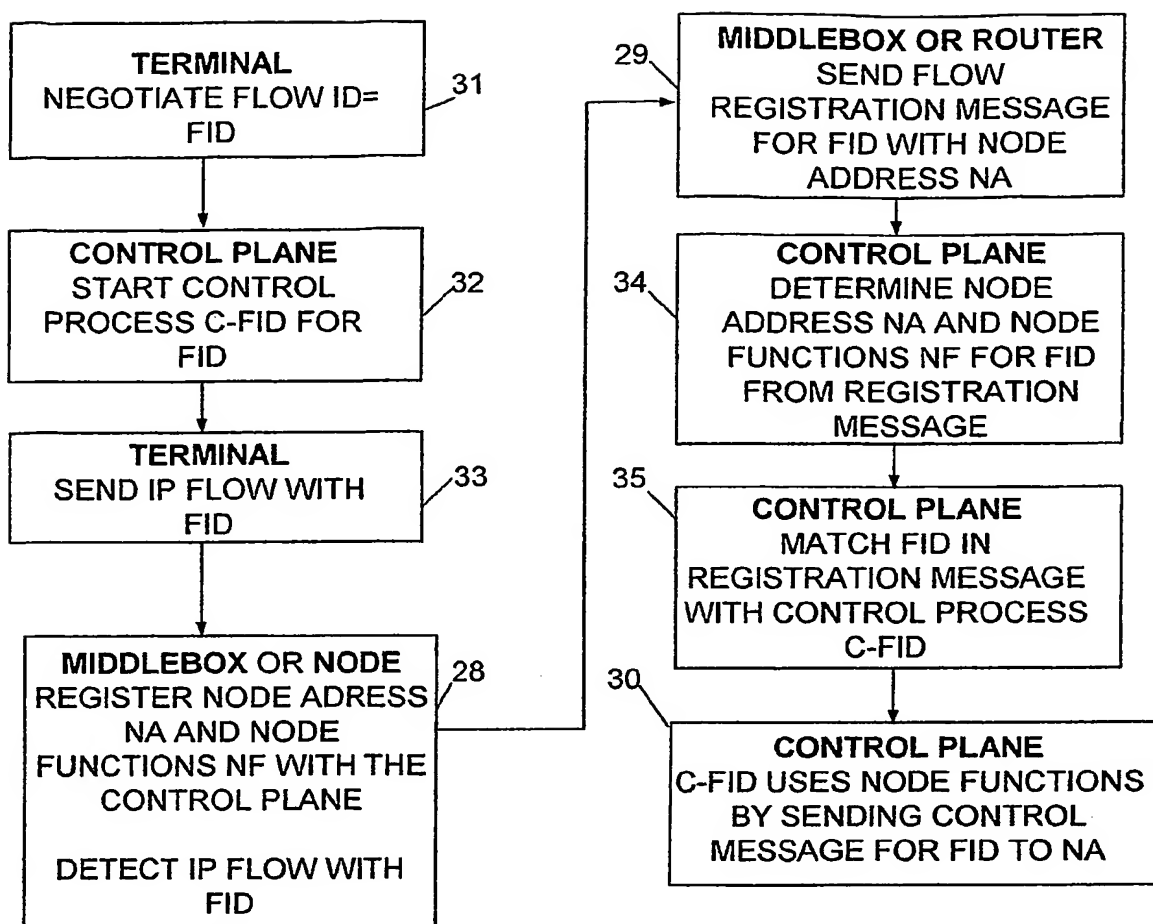 TERMINAL
NEGOTIATE FLOW ID=
FID
31
CONTROL PLANE
START CONTROL
PROCESS C-FID FOR
FID
32
TERMINAL
SEND IP FLOW WITH
FID
33
MIDDLEBOX OR NODE
REGISTER NODE ADRESS
NA AND NODE
FUNCTIONS NF WITH THE
CONTROL PLANE
DETECT IP FLOW WITH
FID
28
29
MIDDLEBOX OR ROUTER
SEND FLOW
REGISTRATION MESSAGE
FOR FID WITH NODE
ADDRESS NA
34
CONTROL PLANE
DETERMINE NODE
ADDRESS NA AND NODE
FUNCTIONS NF FOR FID
FROM REGISTRATION
MESSAGE
35
CONTROL PLANE
MATCH FID IN
REGISTRATION MESSAGE
WITH CONTROL PROCESS
C-FID
30
CONTROL PLANE
C-FID USES NODE FUNCTIONS
BY SENDING CONTROL
MESSAGE FOR FID TO NA